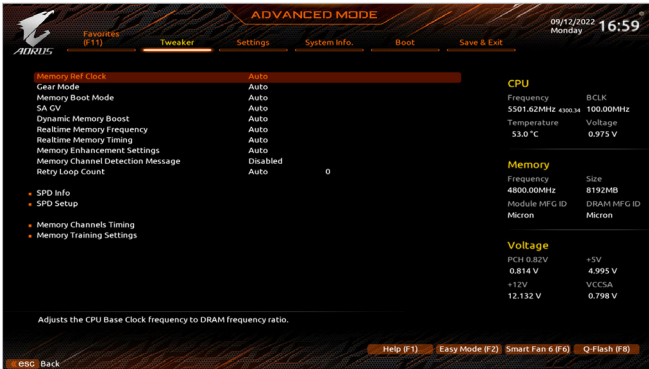 ADVANCED MODE
09/12/2022
Monday
16:59
AORUS
Favorites
(F11)
Tweaker
Settings
System Info.
Boot
Save & Exit
Memory Ref Clock Auto
Gear Mode Auto
Memory Boot Mode Auto
SA GV Auto
Dynamic Memory Boost Auto
Realtime Memory Frequency Auto
Realtime Memory Timing Auto
Memory Enhancement Settings Auto
Memory Channel Detection Message Disabled
Retry Loop Count Auto 0
SPD Info
SPD Setup
Memory Channels Timing
Memory Training Settings
CPU
Frequency BCLK
5501.62MHz 4300.34 100.00MHz
Temperature Voltage
53.0 °C 0.975 V
Memory
Frequency Size
4800.00MHz 8192MB
Module MFG ID DRAM MFG ID
Micron Micron
Voltage
PCH 0.82V +5V
0.814 V 4.995 V
+12V VCCSA
12.132 V 0.798 V
Adjusts the CPU Base Clock frequency to DRAM frequency ratio.
Help (F1) Easy Mode (F2) Smart Fan 6 (F6) Q-Flash (F8)
esc Back